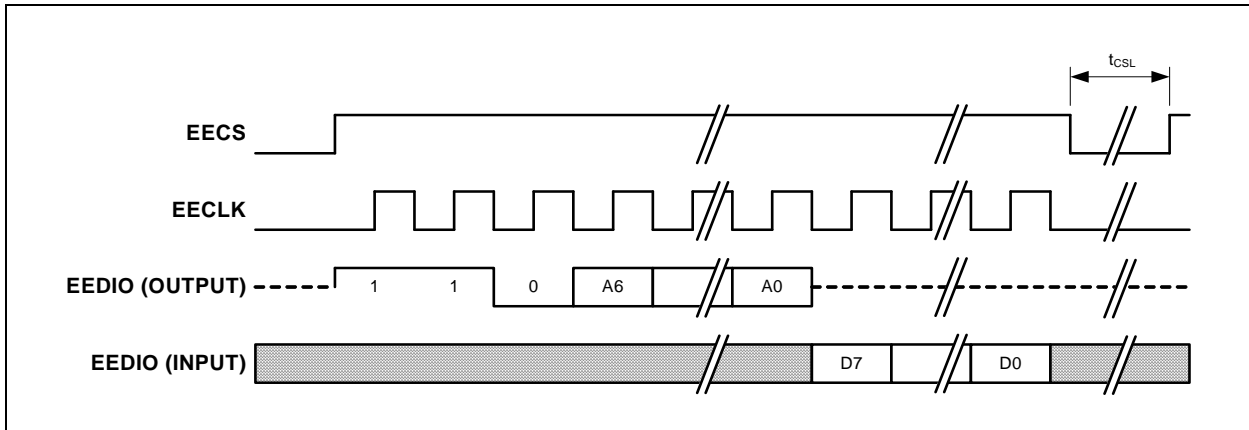 tCSL
EECS
EECLK
EEDIO (OUTPUT) 1 1 0 A6 A0
EEDIO (INPUT) D7 D0